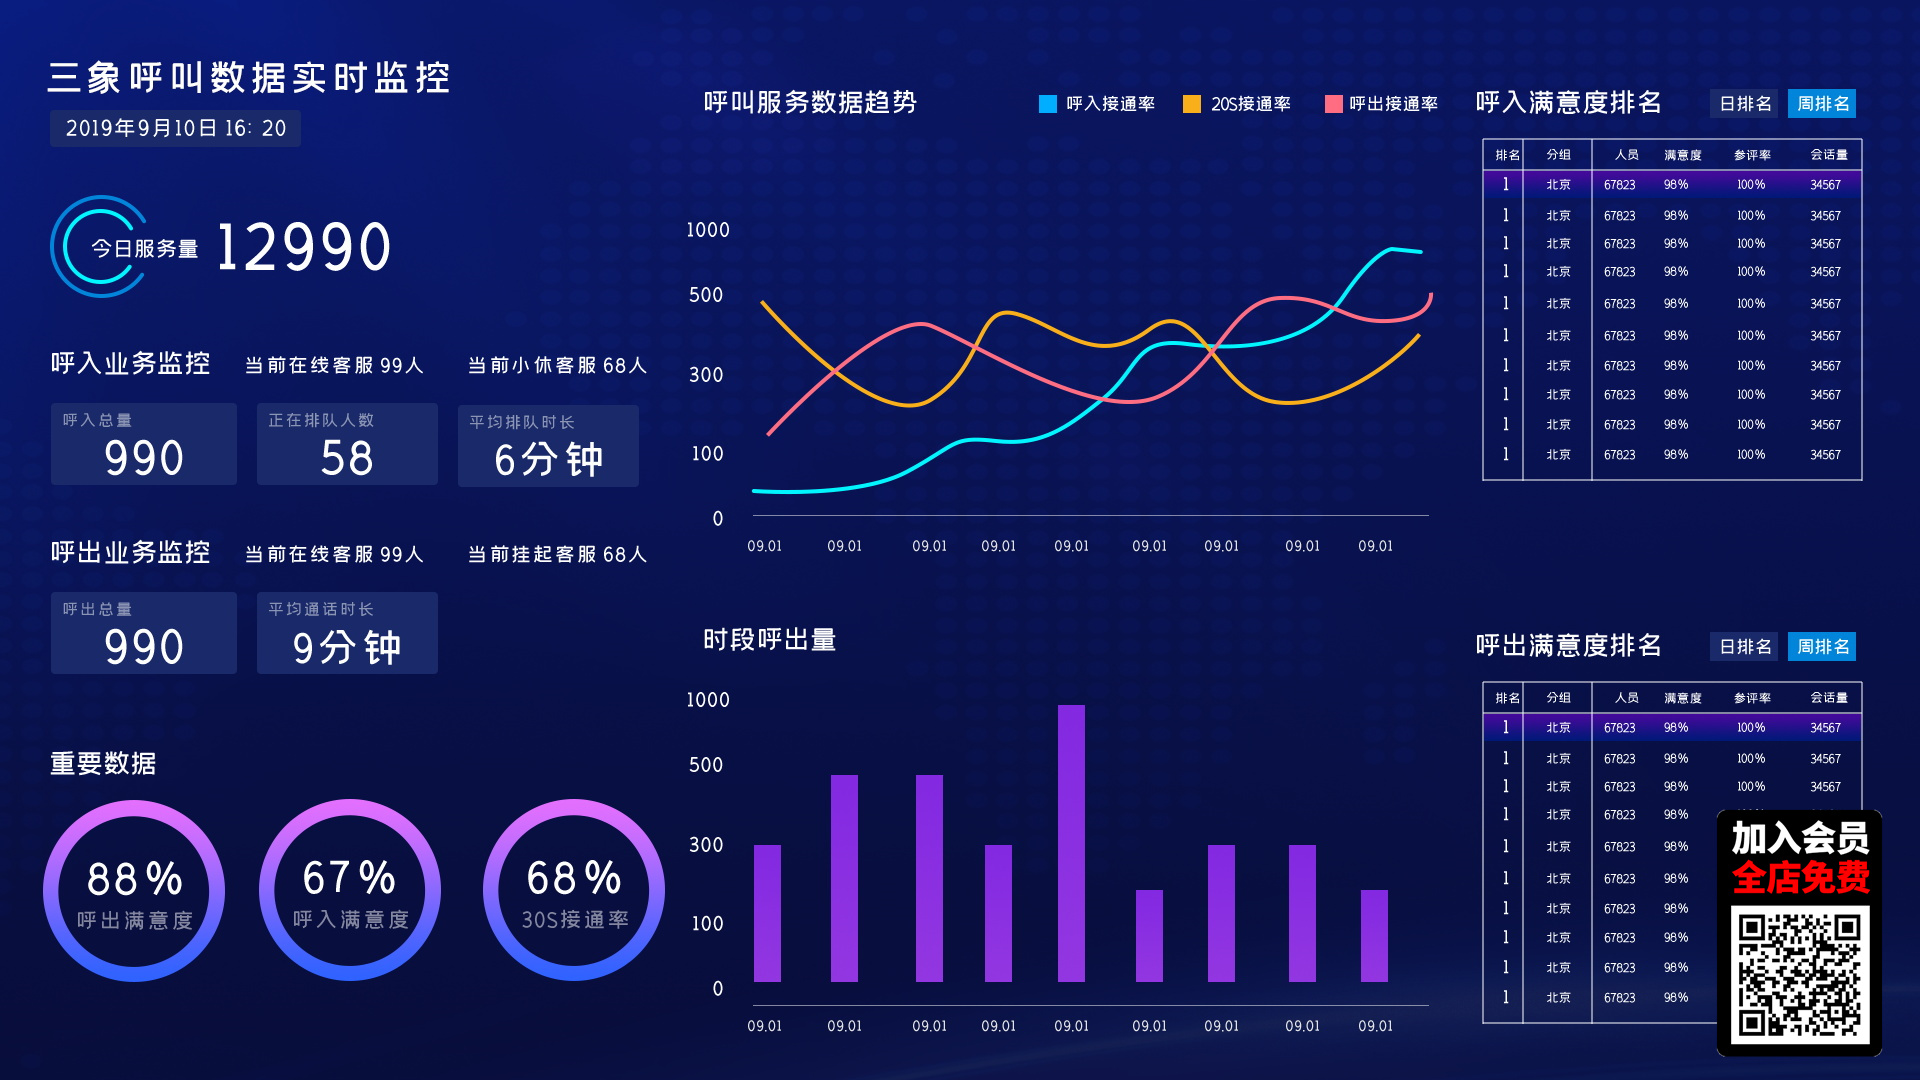 三象呼叫数据实时监控
2019年9月10日 16: 20
今日服务量 12990
呼入业务监控 当前在线客服 99人 当前小休客服 68人
呼入总量
990
正在排队人数
58
平均排队时长
6分钟
呼出业务监控 当前在线客服 99人 当前挂起客服 68人
呼出总量
990
平均通话时长
9分钟
重要数据
88%
呼出满意度
67%
呼入满意度
68%
30S接通率
呼叫服务数据趋势 呼入接通率 20S接通率 呼出接通率
1000
500
300
100
0
09.01 09.01 09.01 09.01 09.01 09.01 09.01 09.01 09.01
时段呼出量
1000
500
300
100
0
09.01 09.01 09.01 09.01 09.01 09.01 09.01 09.01 09.01
呼入满意度排名 日排名 周排名
排名 分组 人员 满意度 参评率 会话量
1 北京 67823 98% 100% 34567
1 北京 67823 98% 100% 34567
1 北京 67823 98% 100% 34567
1 北京 67823 98% 100% 34567
1 北京 67823 98% 100% 34567
1 北京 67823 98% 100% 34567
1 北京 67823 98% 100% 34567
1 北京 67823 98% 100% 34567
1 北京 67823 98% 100% 34567
1 北京 67823 98% 100% 34567
呼出满意度排名 日排名 周排名
排名 分组 人员 满意度 参评率 会话量
1 北京 67823 98% 100% 34567
1 北京 67823 98% 100% 34567
1 北京 67823 98% 100% 34567
1 北京 67823 98%
1 北京 67823 98%
1 北京 67823 98%
1 北京 67823 98%
1 北京 67823 98%
1 北京 67823 98%
1 北京 67823 98%
加入会员
全店免费